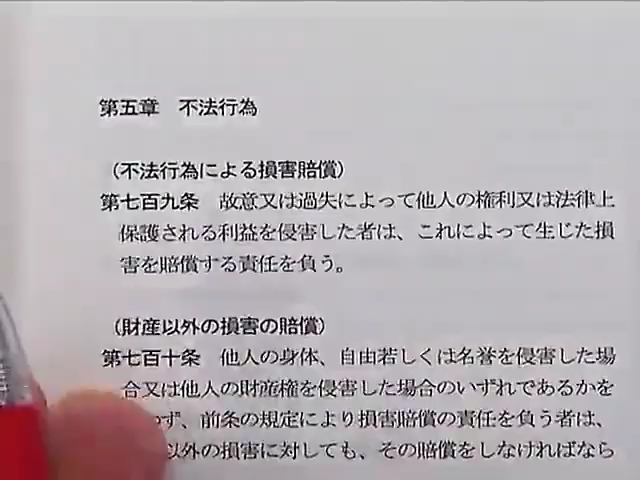 第五章　不法行為
（不法行為による損害賠償）
第七百九条　故意又は過失によって他人の権利又は法律上
保護される利益を侵害した者は、これによって生じた損
害を賠償する責任を負う。
（財産以外の損害の賠償）
第七百十条　他人の身体、自由若しくは名誉を侵害した場
合又は他人の財産権を侵害した場合のいずれであるかを
ず、前条の規定により損害賠償の責任を負う者は、
以外の損害に対しても、その賠償をしなければなら